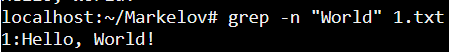 localhost:~/Markelov# grep -n "World" 1.txt
1:Hello, World!